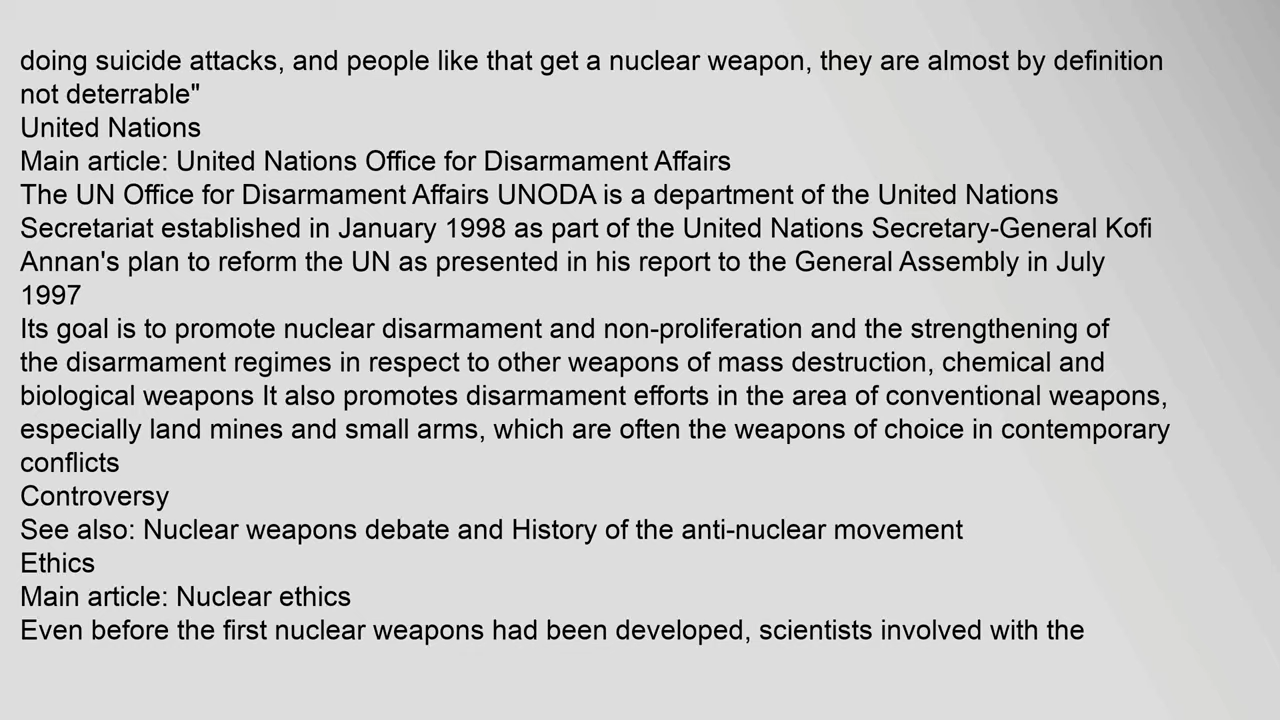 doing suicide attacks, and people like that get a nuclear weapon, they are almost by definition
not deterrable"
United Nations
Main article: United Nations Office for Disarmament Affairs
The UN Office for Disarmament Affairs UNODA is a department of the United Nations
Secretariat established in January 1998 as part of the United Nations Secretary-General Kofi
Annan's plan to reform the UN as presented in his report to the General Assembly in July
1997
Its goal is to promote nuclear disarmament and non-proliferation and the strengthening of
the disarmament regimes in respect to other weapons of mass destruction, chemical and
biological weapons It also promotes disarmament efforts in the area of conventional weapons,
especially land mines and small arms, which are often the weapons of choice in contemporary
conflicts
Controversy
See also: Nuclear weapons debate and History of the anti-nuclear movement
Ethics
Main article: Nuclear ethics
Even before the first nuclear weapons had been developed, scientists involved with the